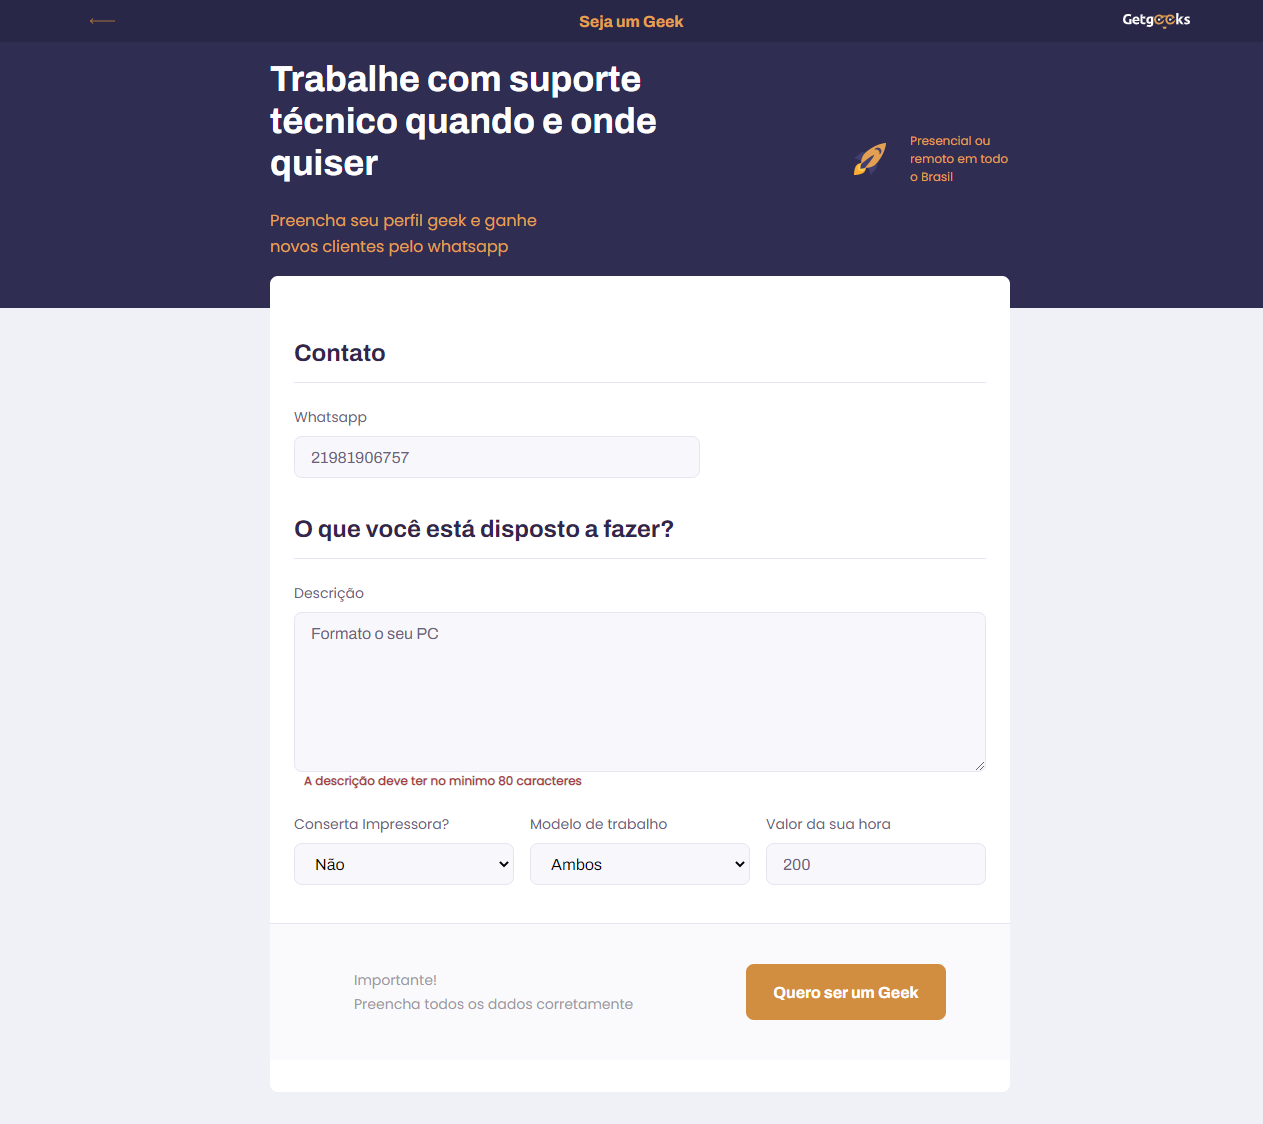 Seja um Geek
Getgeeks
Trabalhe com suporte
técnico quando e onde
quiser
Presencial ou
remoto em todo
o Brasil
Preencha seu perfil geek e ganhe
novos clientes pelo whatsapp
Contato
Whatsapp
21981906757
O que você está disposto a fazer?
Descrição
Formato o seu PC
A descrição deve ter no minimo 80 caracteres
Conserta Impressora?
Modelo de trabalho
Valor da sua hora
Não
Ambos
200
Importante!
Preencha todos os dados corretamente
Quero ser um Geek